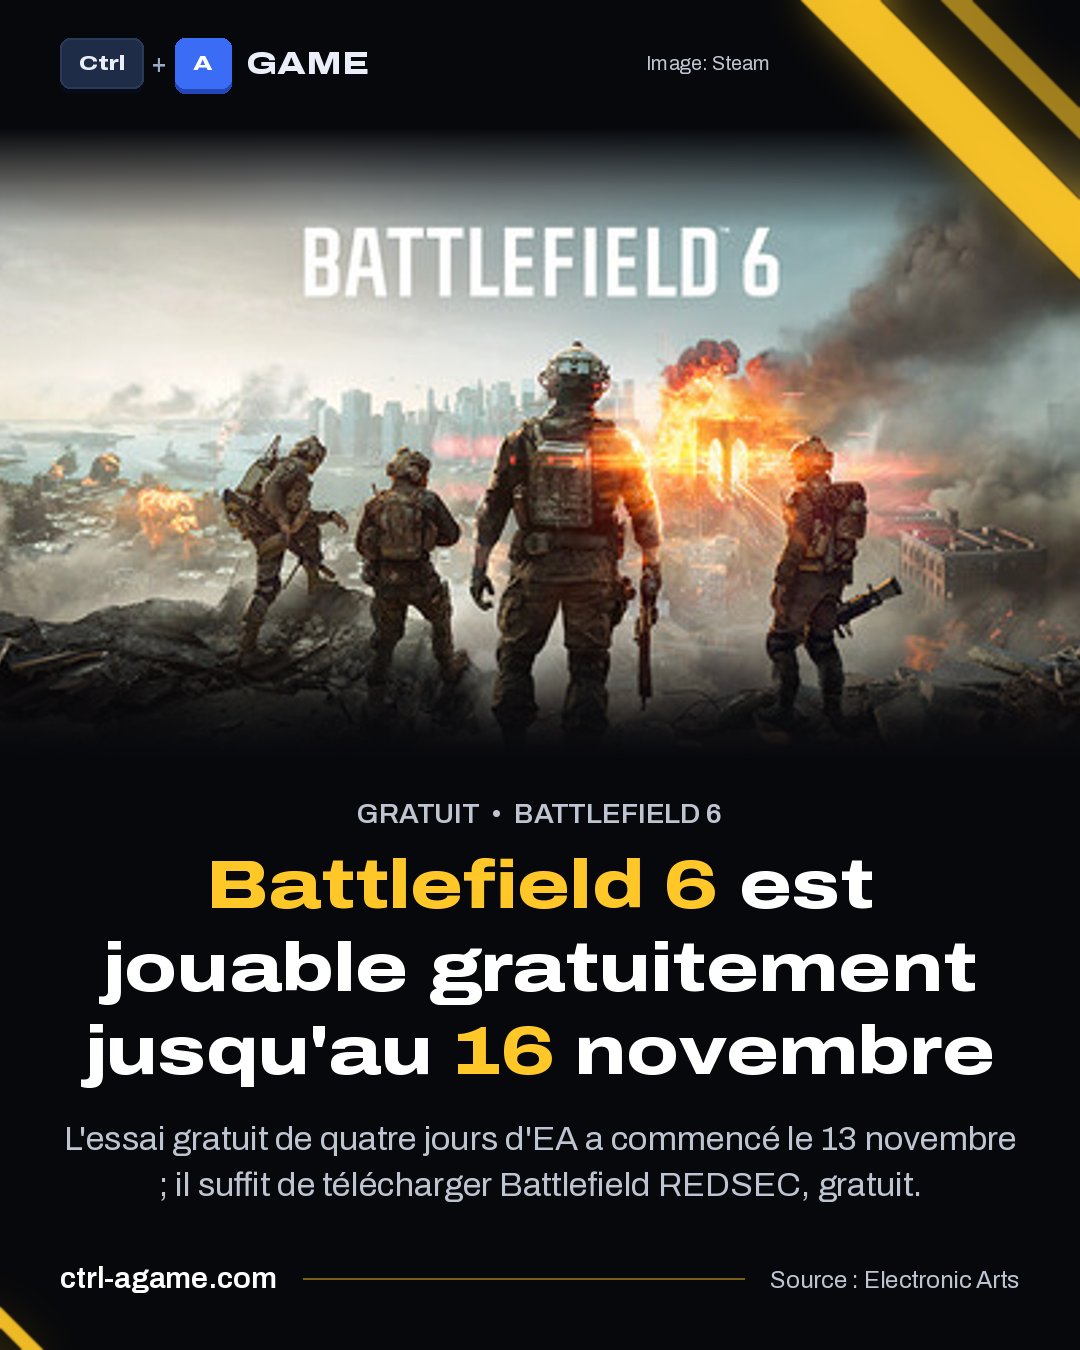 Ctrl + A GAME
Image: Steam
BATTLEFIELD™ 6
GRATUIT • BATTLEFIELD 6
Battlefield 6 est
jouable gratuitement
jusqu'au 16 novembre
L'essai gratuit de quatre jours d'EA a commencé le 13 novembre
; il suffit de télécharger Battlefield REDSEC, gratuit.
ctrl-agame.com
Source : Electronic Arts